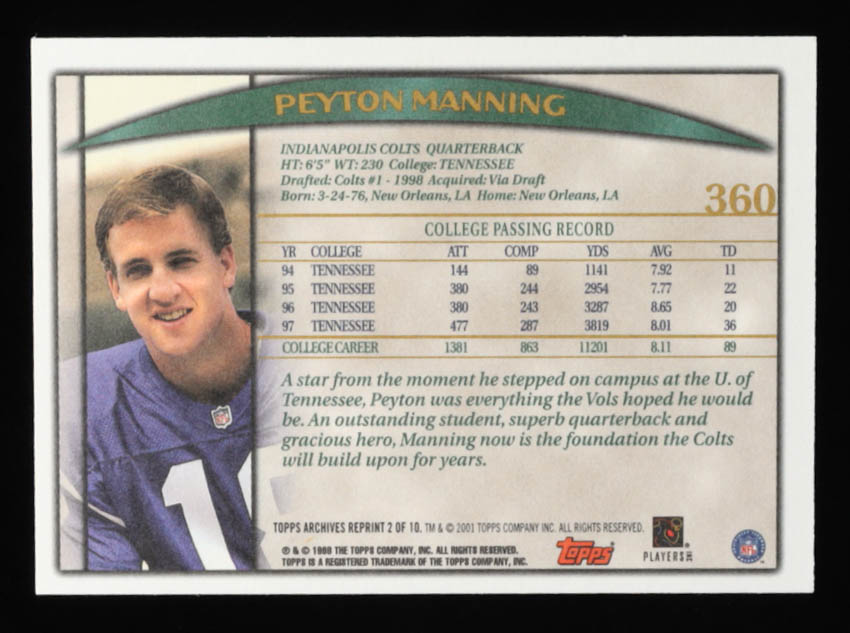 PEYTON MANNING
INDIANAPOLIS COLTS QUARTERBACK
HT: 6'5" WT: 230 College: TENNESSEE
Drafted: Colts #1 - 1998 Acquired: Via Draft
Born: 3-24-76, New Orleans, LA Home: New Orleans, LA
360
COLLEGE PASSING RECORD
YR COLLEGE ATT COMP YDS AVG TD
94 TENNESSEE 144 89 1141 7.92 11
95 TENNESSEE 380 244 2954 7.77 22
96 TENNESSEE 380 243 3287 8.65 20
97 TENNESSEE 477 287 3819 8.01 36
COLLEGE CAREER 1381 863 11201 8.11 89
A star from the moment he stepped on campus at the U. of
Tennessee, Peyton was everything the Vols hoped he would
be. An outstanding student, superb quarterback and
gracious hero, Manning now is the foundation the Colts
will build upon for years.
NFL
1
TOPPS ARCHIVES REPRINT 2 OF 10. TM & © 2001 TOPPS COMPANY INC. ALL RIGHTS RESERVED.
® & © 1998 THE TOPPS COMPANY, INC. ALL RIGHTS RESERVED.
TOPPS IS A REGISTERED TRADEMARK OF THE TOPPS COMPANY, INC.
Topps
PLAYERS INC
NFL